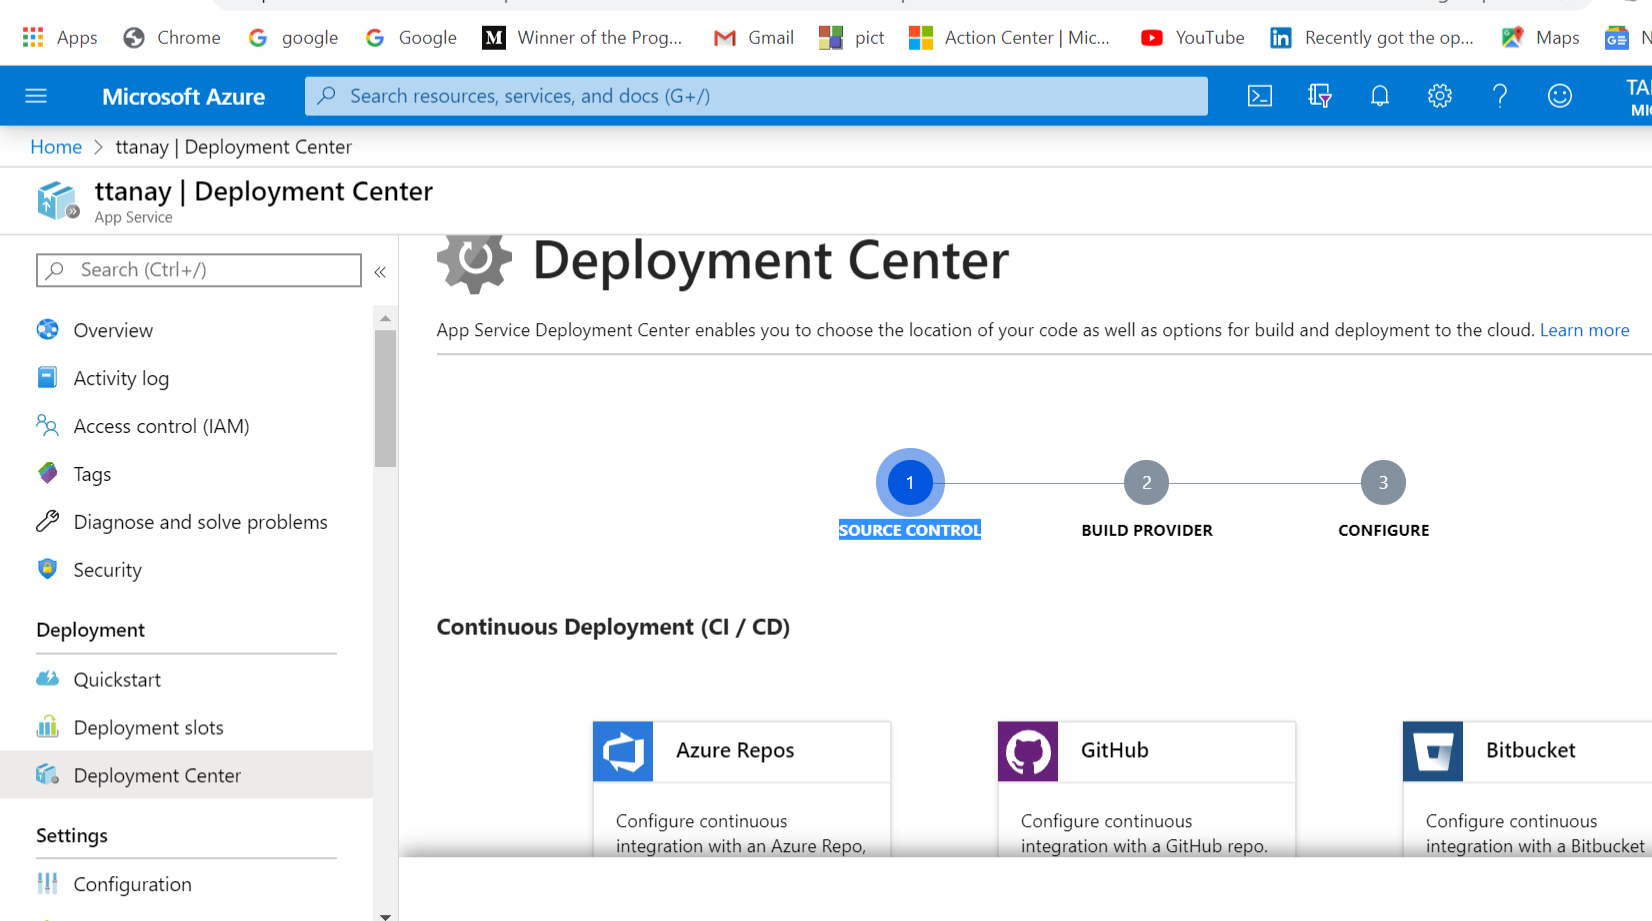 Apps Chrome google Google Winner of the Prog... Gmail pict Action Center | Mic... YouTube Recently got the op... Maps
Microsoft Azure Search resources, services, and docs (G+/)
Home > ttanay | Deployment Center
ttanay | Deployment Center
App Service
Search (Ctrl+/) «
Overview
Activity log
Access control (IAM)
Tags
Diagnose and solve problems
Security
Deployment
Quickstart
Deployment slots
Deployment Center
Settings
Configuration
Deployment Center
App Service Deployment Center enables you to choose the location of your code as well as options for build and deployment to the cloud. Learn more
1 2 3
SOURCE CONTROL BUILD PROVIDER CONFIGURE
Continuous Deployment (CI / CD)
Azure Repos
Configure continuous
integration with an Azure Repo,
GitHub
Configure continuous
integration with a GitHub repo.
Bitbucket
Configure continuous
integration with a Bitbucket